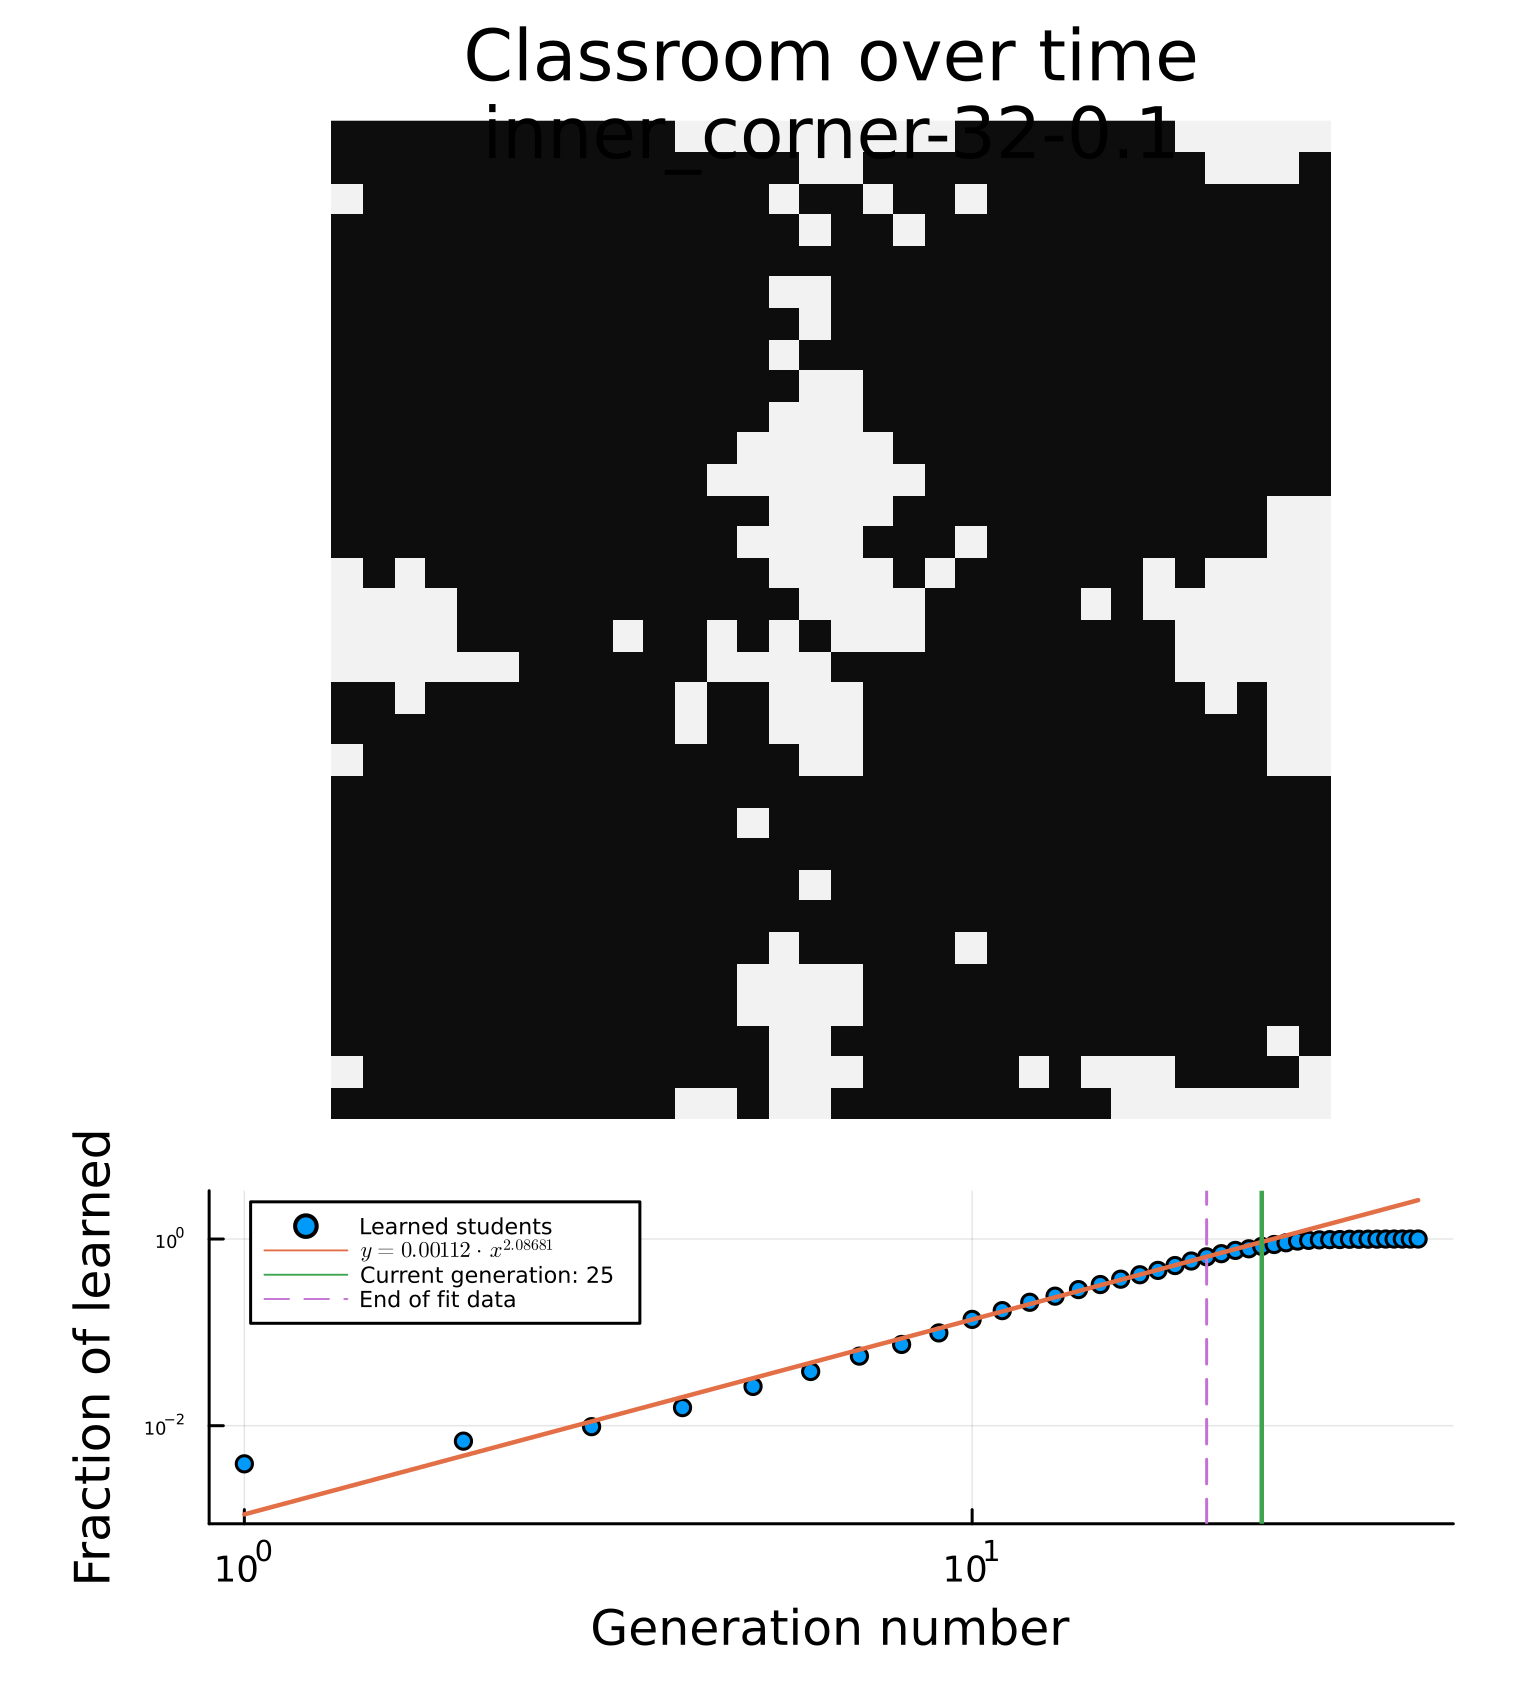 Classroom over time
inner_corner-32-0.1
Fraction of learned
Learned students
y = 0.00112 · x^2.08681
Current generation: 25
End of fit data
10^0
10^−2
10^0
10^1
Generation number